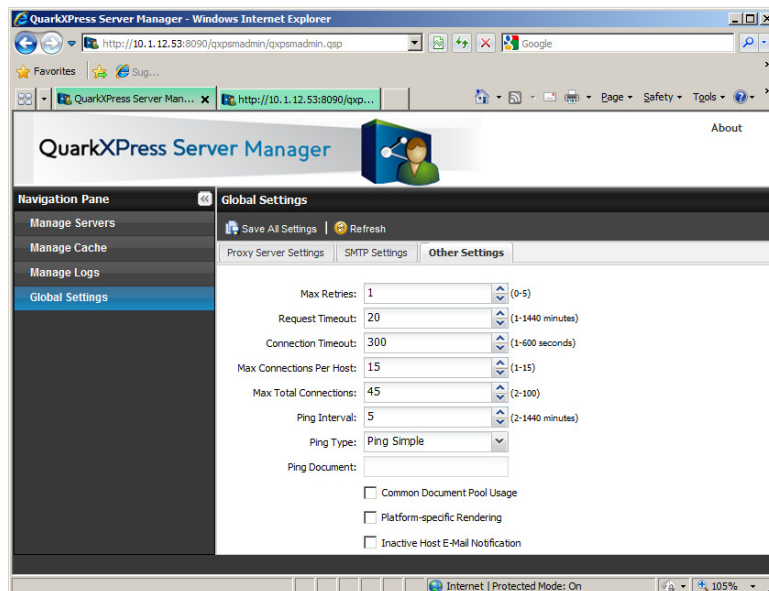 QuarkXPress Server Manager - Windows Internet Explorer
http://10.1.12.53:8090/qxpsmadmin/qxpsmadmin.qsp
Google
Favorites
Sug...
QuarkXPress Server Man...
http://10.1.12.53:8090/qxp...
Page
Safety
Tools
QuarkXPress Server Manager
About
Navigation Pane
Manage Servers
Manage Cache
Manage Logs
Global Settings
Global Settings
Save All Settings
Refresh
Proxy Server Settings
SMTP Settings
Other Settings
Max Retries: 1 (0-5)
Request Timeout: 20 (1-1440 minutes)
Connection Timeout: 300 (1-600 seconds)
Max Connections Per Host: 15 (1-15)
Max Total Connections: 45 (2-100)
Ping Interval: 5 (2-1440 minutes)
Ping Type: Ping Simple
Ping Document:
Common Document Pool Usage
Platform-specific Rendering
Inactive Host E-Mail Notification
Internet | Protected Mode: On
105%